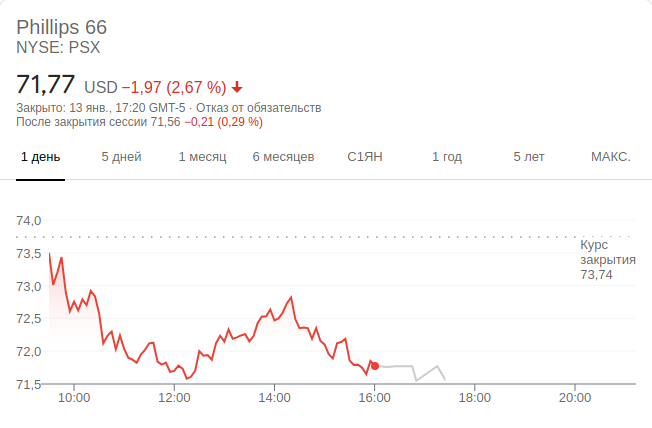 Phillips 66
NYSE: PSX
71,77 USD −1,97 (2,67 %)
Закрыто: 13 янв., 17:20 GMT-5 · Отказ от обязательств
После закрытия сессии 71,56 −0,21 (0,29 %)
1 день 5 дней 1 месяц 6 месяцев С1ЯН 1 год 5 лет МАКС.
74,0
Курс
73,5 закрытия
73,74
73,0
72,5
72,0
71,5
10:00 12:00 14:00 16:00 18:00 20:00